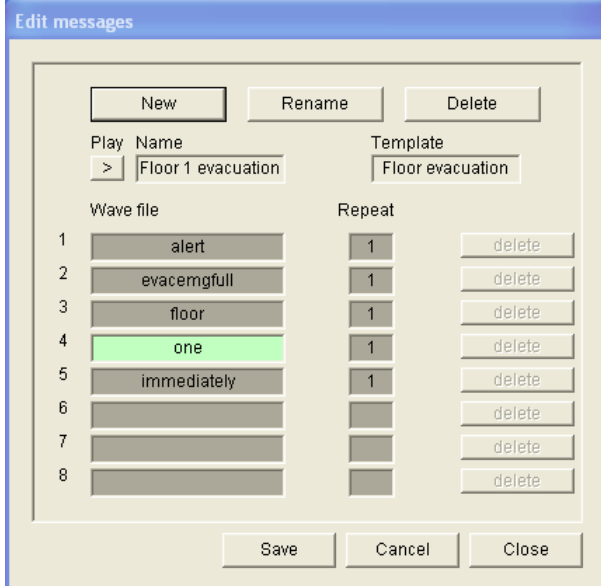 Edit messages
New Rename Delete
Play Name Template
> Floor 1 evacuation Floor evacuation
Wave file Repeat
1 alert 1 delete
2 evacemgfull 1 delete
3 floor 1 delete
4 one 1 delete
5 immediately 1 delete
6 delete
7 delete
8 delete
Save Cancel Close